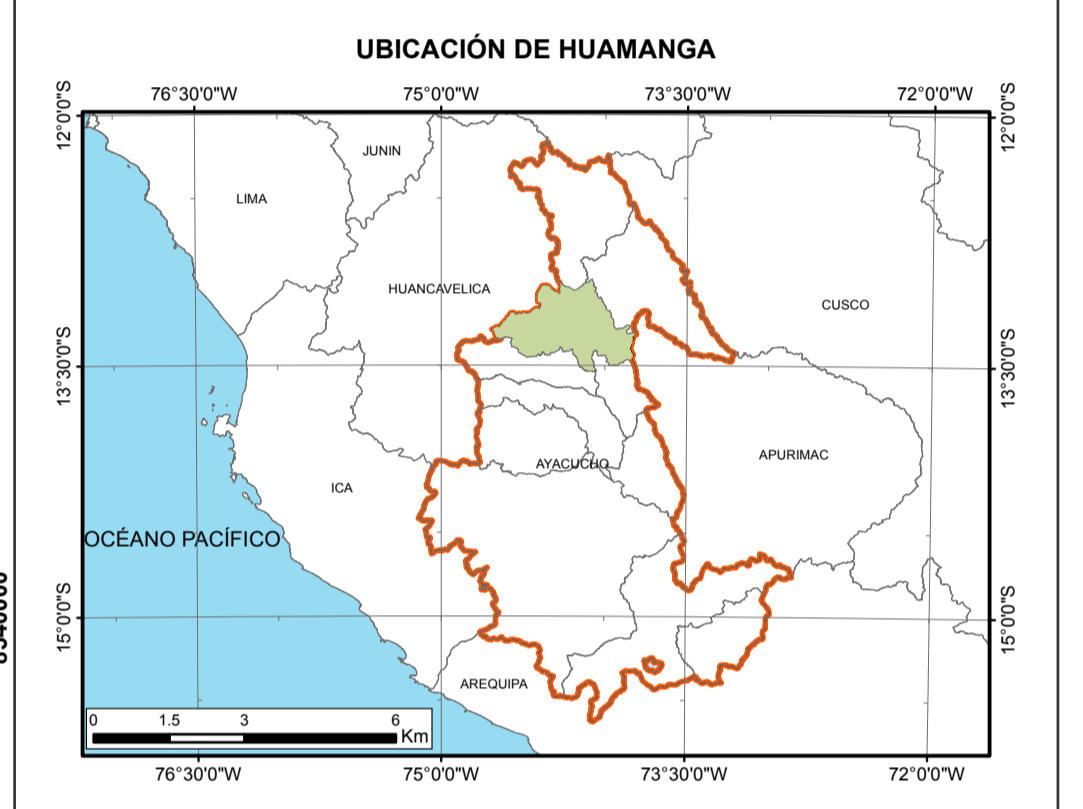 UBICACIÓN DE HUAMANGA
76°30'0"W 75°0'0"W 73°30'0"W 72°0'0"W
12°0'0"S 12°0'0"S
JUNIN
LIMA
HUANCAVELICA
CUSCO
13°30'0"S 13°30'0"S
APURIMAC
AYACUCHO
ICA
OCÉANO PACÍFICO
15°0'0"S 15°0'0"S
AREQUIPA
0 1.5 3 6
Km
76°30'0"W 75°0'0"W 73°30'0"W 72°0'0"W